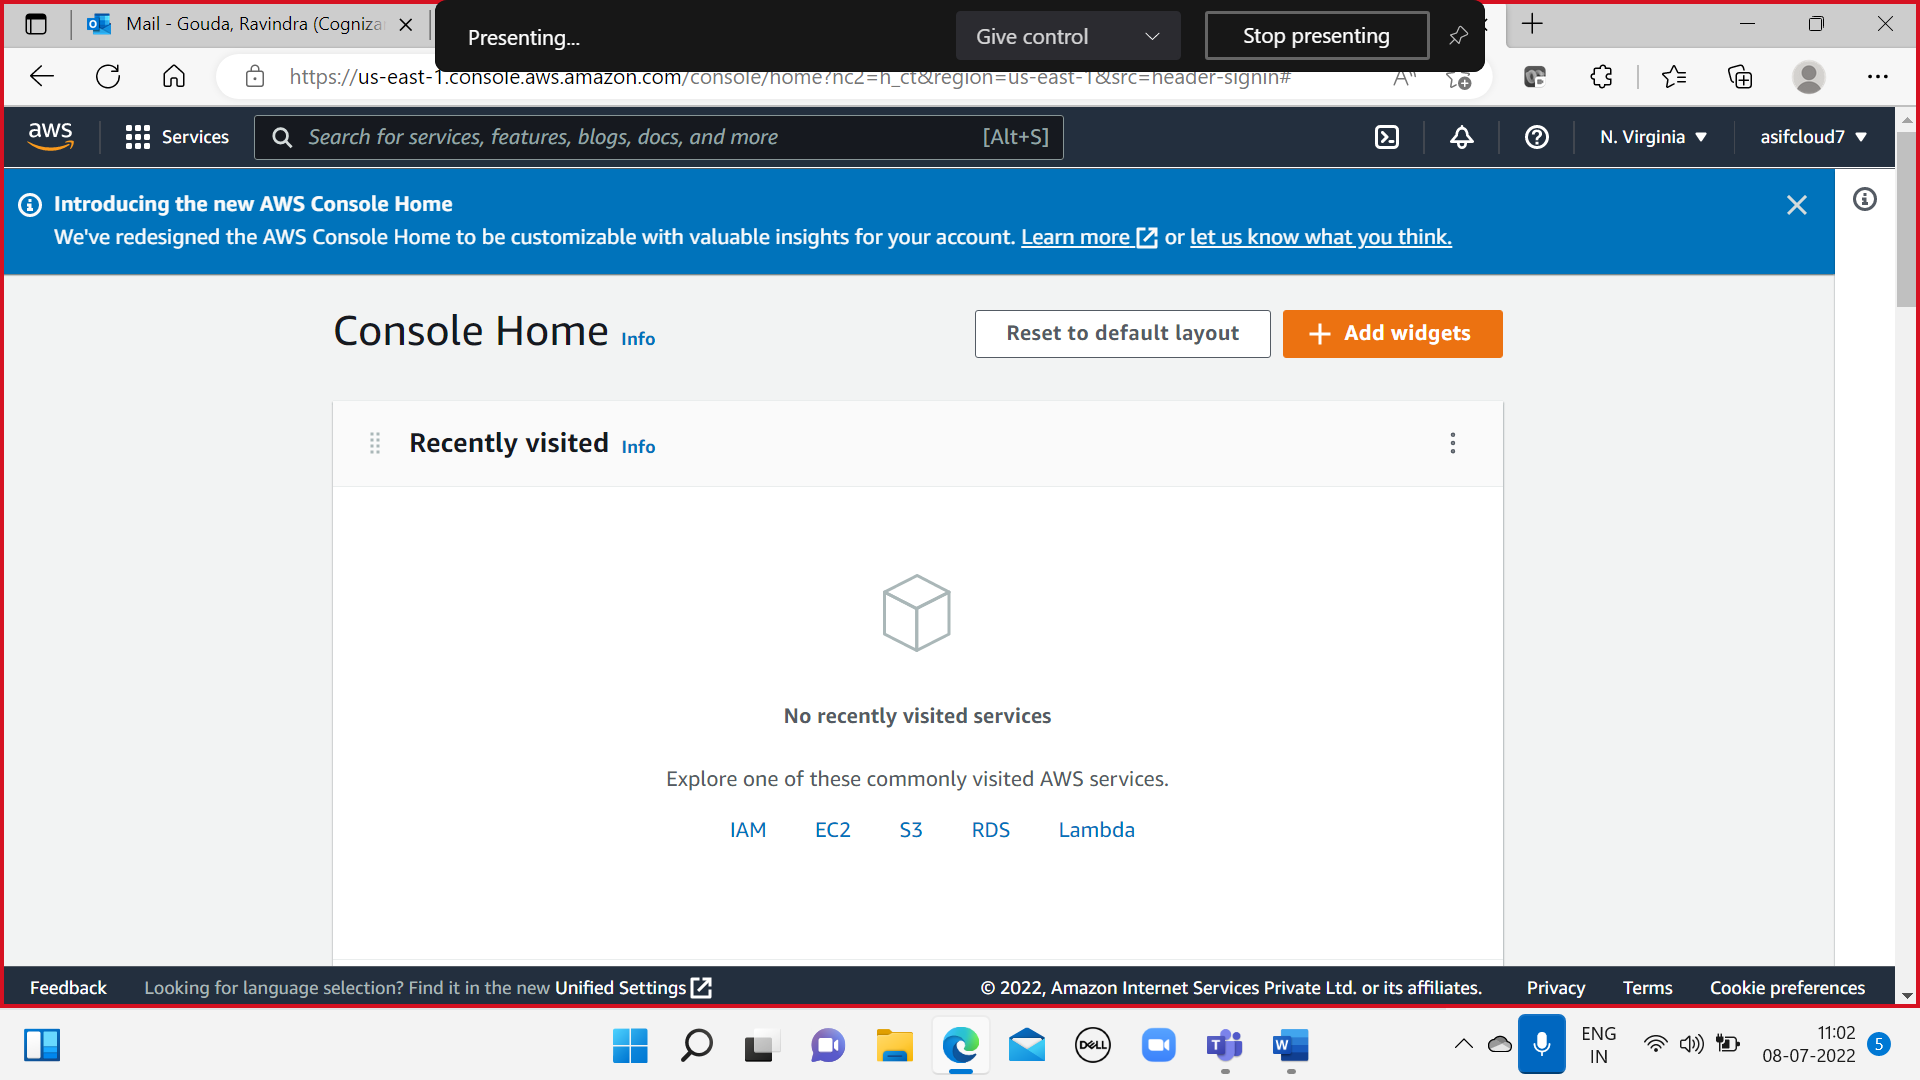 Mail - Gouda, Ravindra (Cogniza
Presenting...
Give control
Stop presenting
https://us-east-1.console.aws.amazon.com/console/home?nc2=h_ct&region=us-east-1&src=header-signin#
aws
Services
Search for services, features, blogs, docs, and more
[Alt+S]
N. Virginia
asifcloud7
Introducing the new AWS Console Home
We've redesigned the AWS Console Home to be customizable with valuable insights for your account. Learn more or let us know what you think.
Console Home Info
Reset to default layout
Add widgets
Recently visited Info
No recently visited services
Explore one of these commonly visited AWS services.
IAM EC2 S3 RDS Lambda
Feedback
Looking for language selection? Find it in the new Unified Settings
© 2022, Amazon Internet Services Private Ltd. or its affiliates.
Privacy
Terms
Cookie preferences
DELL
ENG
IN
11:02
08-07-2022
5